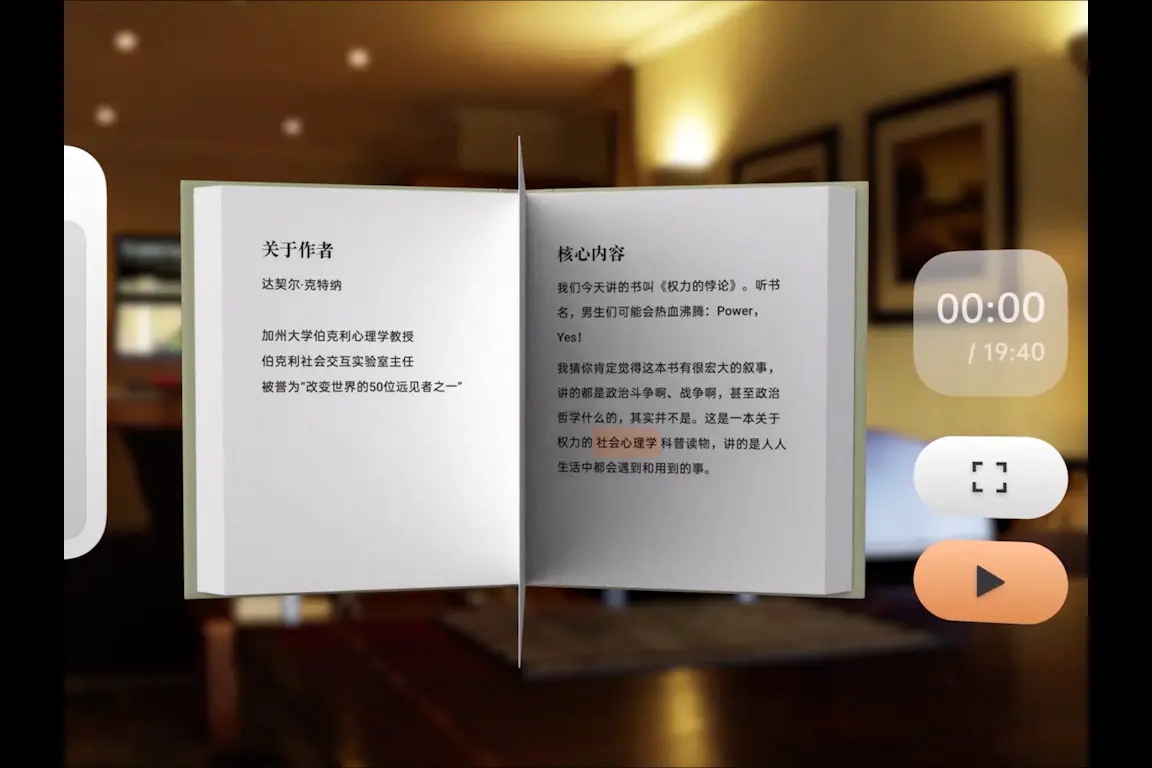 关于作者
达契尔·克特纳
加州大学伯克利心理学教授
伯克利社会交互实验室主任
被誉为“改变世界的50位远见者之一”
核心内容
我们今天讲的书叫《权力的悖论》。听书
名，男生们可能会热血沸腾：Power，
Yes！
我猜你肯定觉得这本书有很宏大的叙事，
讲的都是政治斗争啊、战争啊，甚至政治
哲学什么的，其实并不是。这是一本关于
权力的社会心理学科普读物，讲的是人人
生活中都会遇到和用到的事。
00:00
/ 19:40